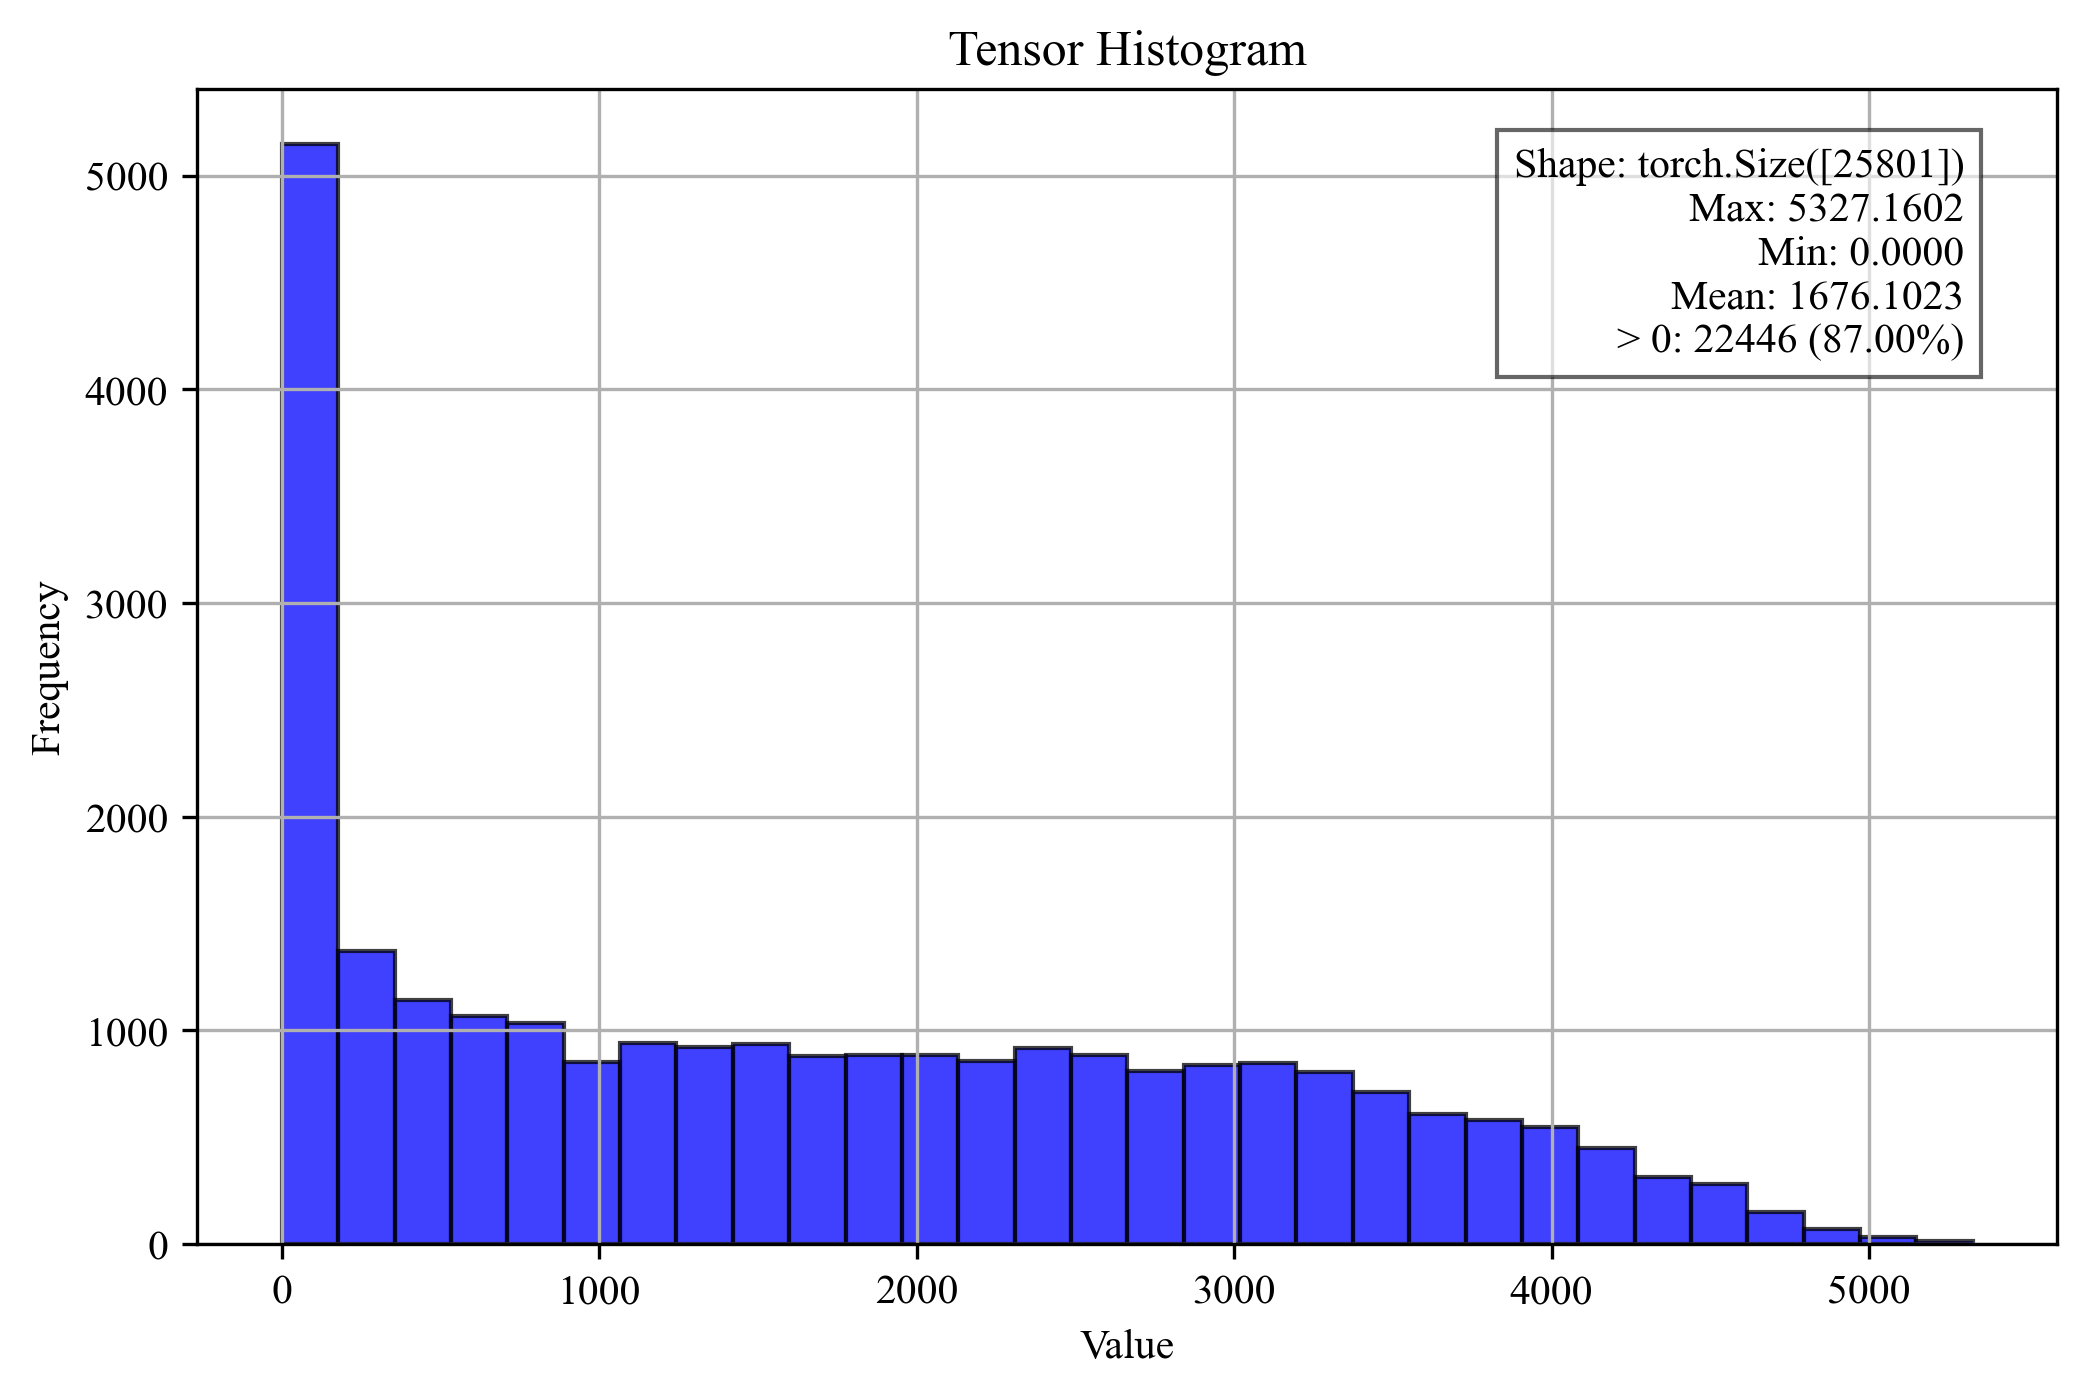 Tensor Histogram
Shape: torch.Size([25801])
Max: 5327.1602
Min: 0.0000
Mean: 1676.1023
> 0: 22446 (87.00%)
Frequency
5000
4000
3000
2000
1000
0
0 1000 2000 3000 4000 5000
Value